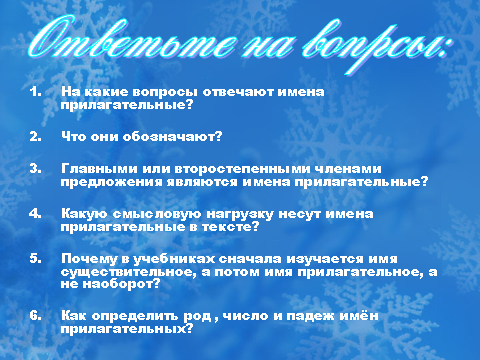 Ответьте на вопрсы:
1. На какие вопросы отвечают имена
прилагательные?
2. Что они обозначают?
3. Главными или второстепенными членами
предложения являются имена прилагательные?
4. Какую смысловую нагрузку несут имена
прилагательные в тексте?
5. Почему в учебниках сначала изучается имя
существительное, а потом имя прилагательное, а
не наоборот?
6. Как определить род , число и падеж имён
прилагательных?